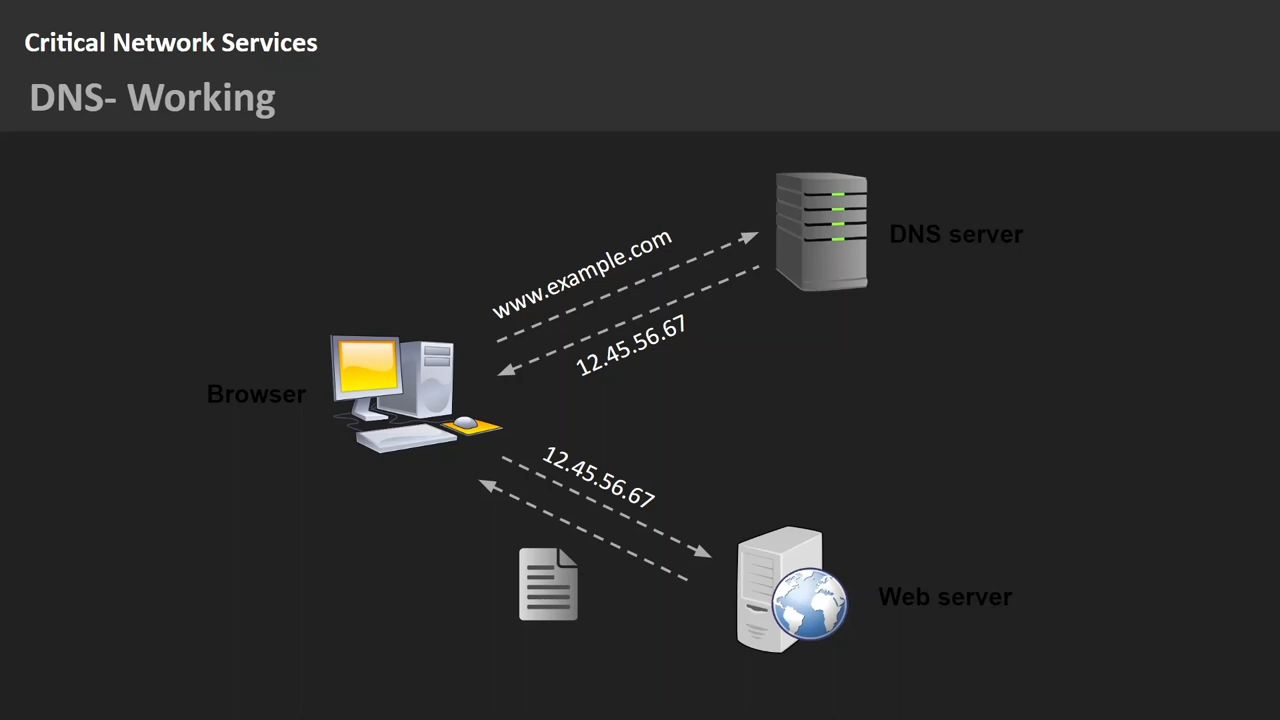 Critical Network Services
DNS- Working
www.example.com
DNS server
12.45.56.67
Browser
12.45.56.67
Web server